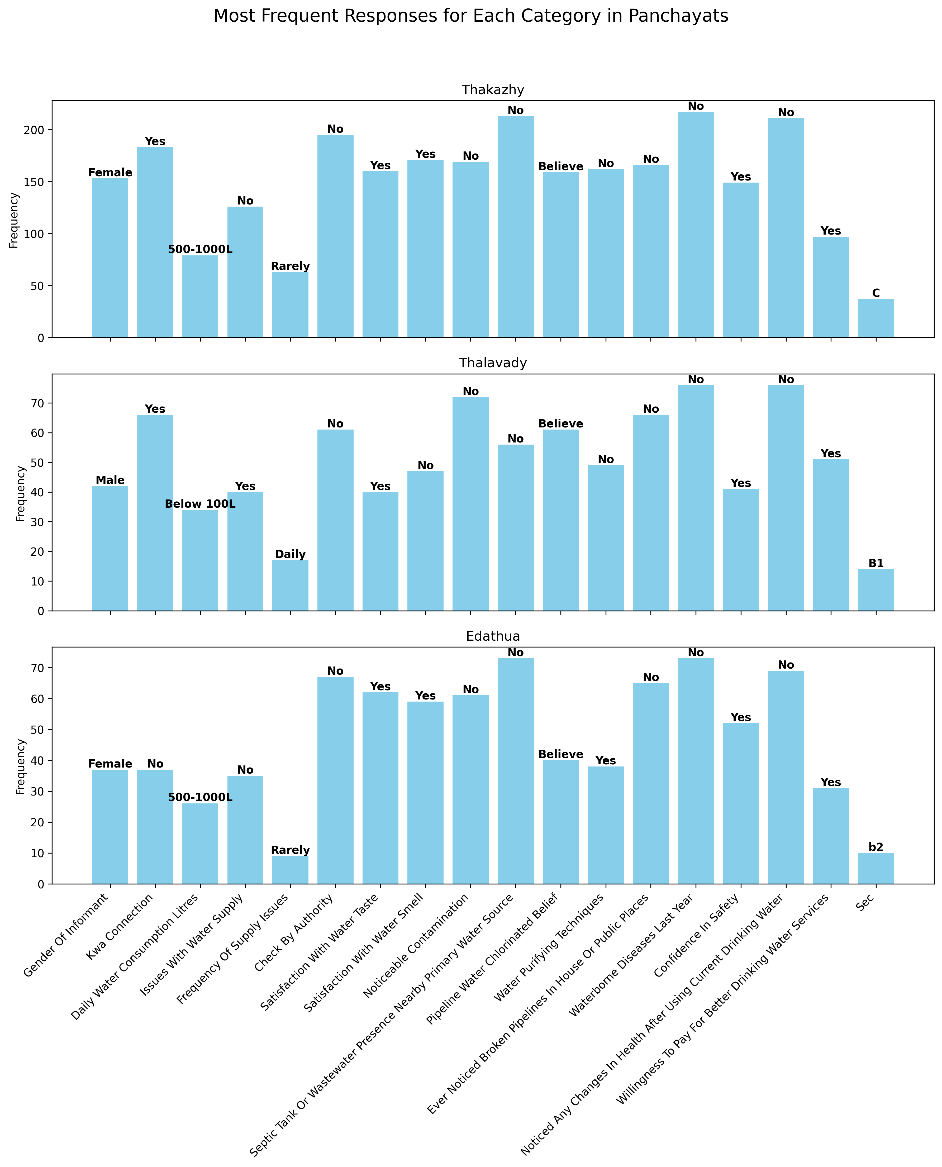 Most Frequent Responses for Each Category in Panchayats
Thakazhy
Frequency
0
50
100
150
200
Female
Yes
500-1000L
No
Rarely
No
Yes
Yes
No
No
Believe
No
No
No
Yes
No
Yes
C
Thalavady
Frequency
0
10
20
30
40
50
60
70
Male
Yes
Below 100L
Yes
Daily
No
Yes
No
No
No
Believe
No
No
No
Yes
No
Yes
B1
Edathua
Frequency
0
10
20
30
40
50
60
70
Female
No
500-1000L
No
Rarely
No
Yes
Yes
No
No
Believe
Yes
No
No
Yes
No
Yes
b2
Gender Of Informant
Kwa Connection
Daily Water Consumption Litres
Issues With Water Supply
Frequency Of Supply Issues
Check By Authority
Satisfaction With Water Taste
Satisfaction With Water Smell
Noticeable Contamination
Septic Tank Or Wastewater Presence Nearby Primary Water Source
Pipeline Water Chlorinated Belief
Water Purifying Techniques
Ever Noticed Broken Pipelines In House Or Public Places
Waterborne Diseases Last Year
Confidence In Safety
Noticed Any Changes In Health After Using Current Drinking Water
Willingness To Pay For Better Drinking Water Services
Sec